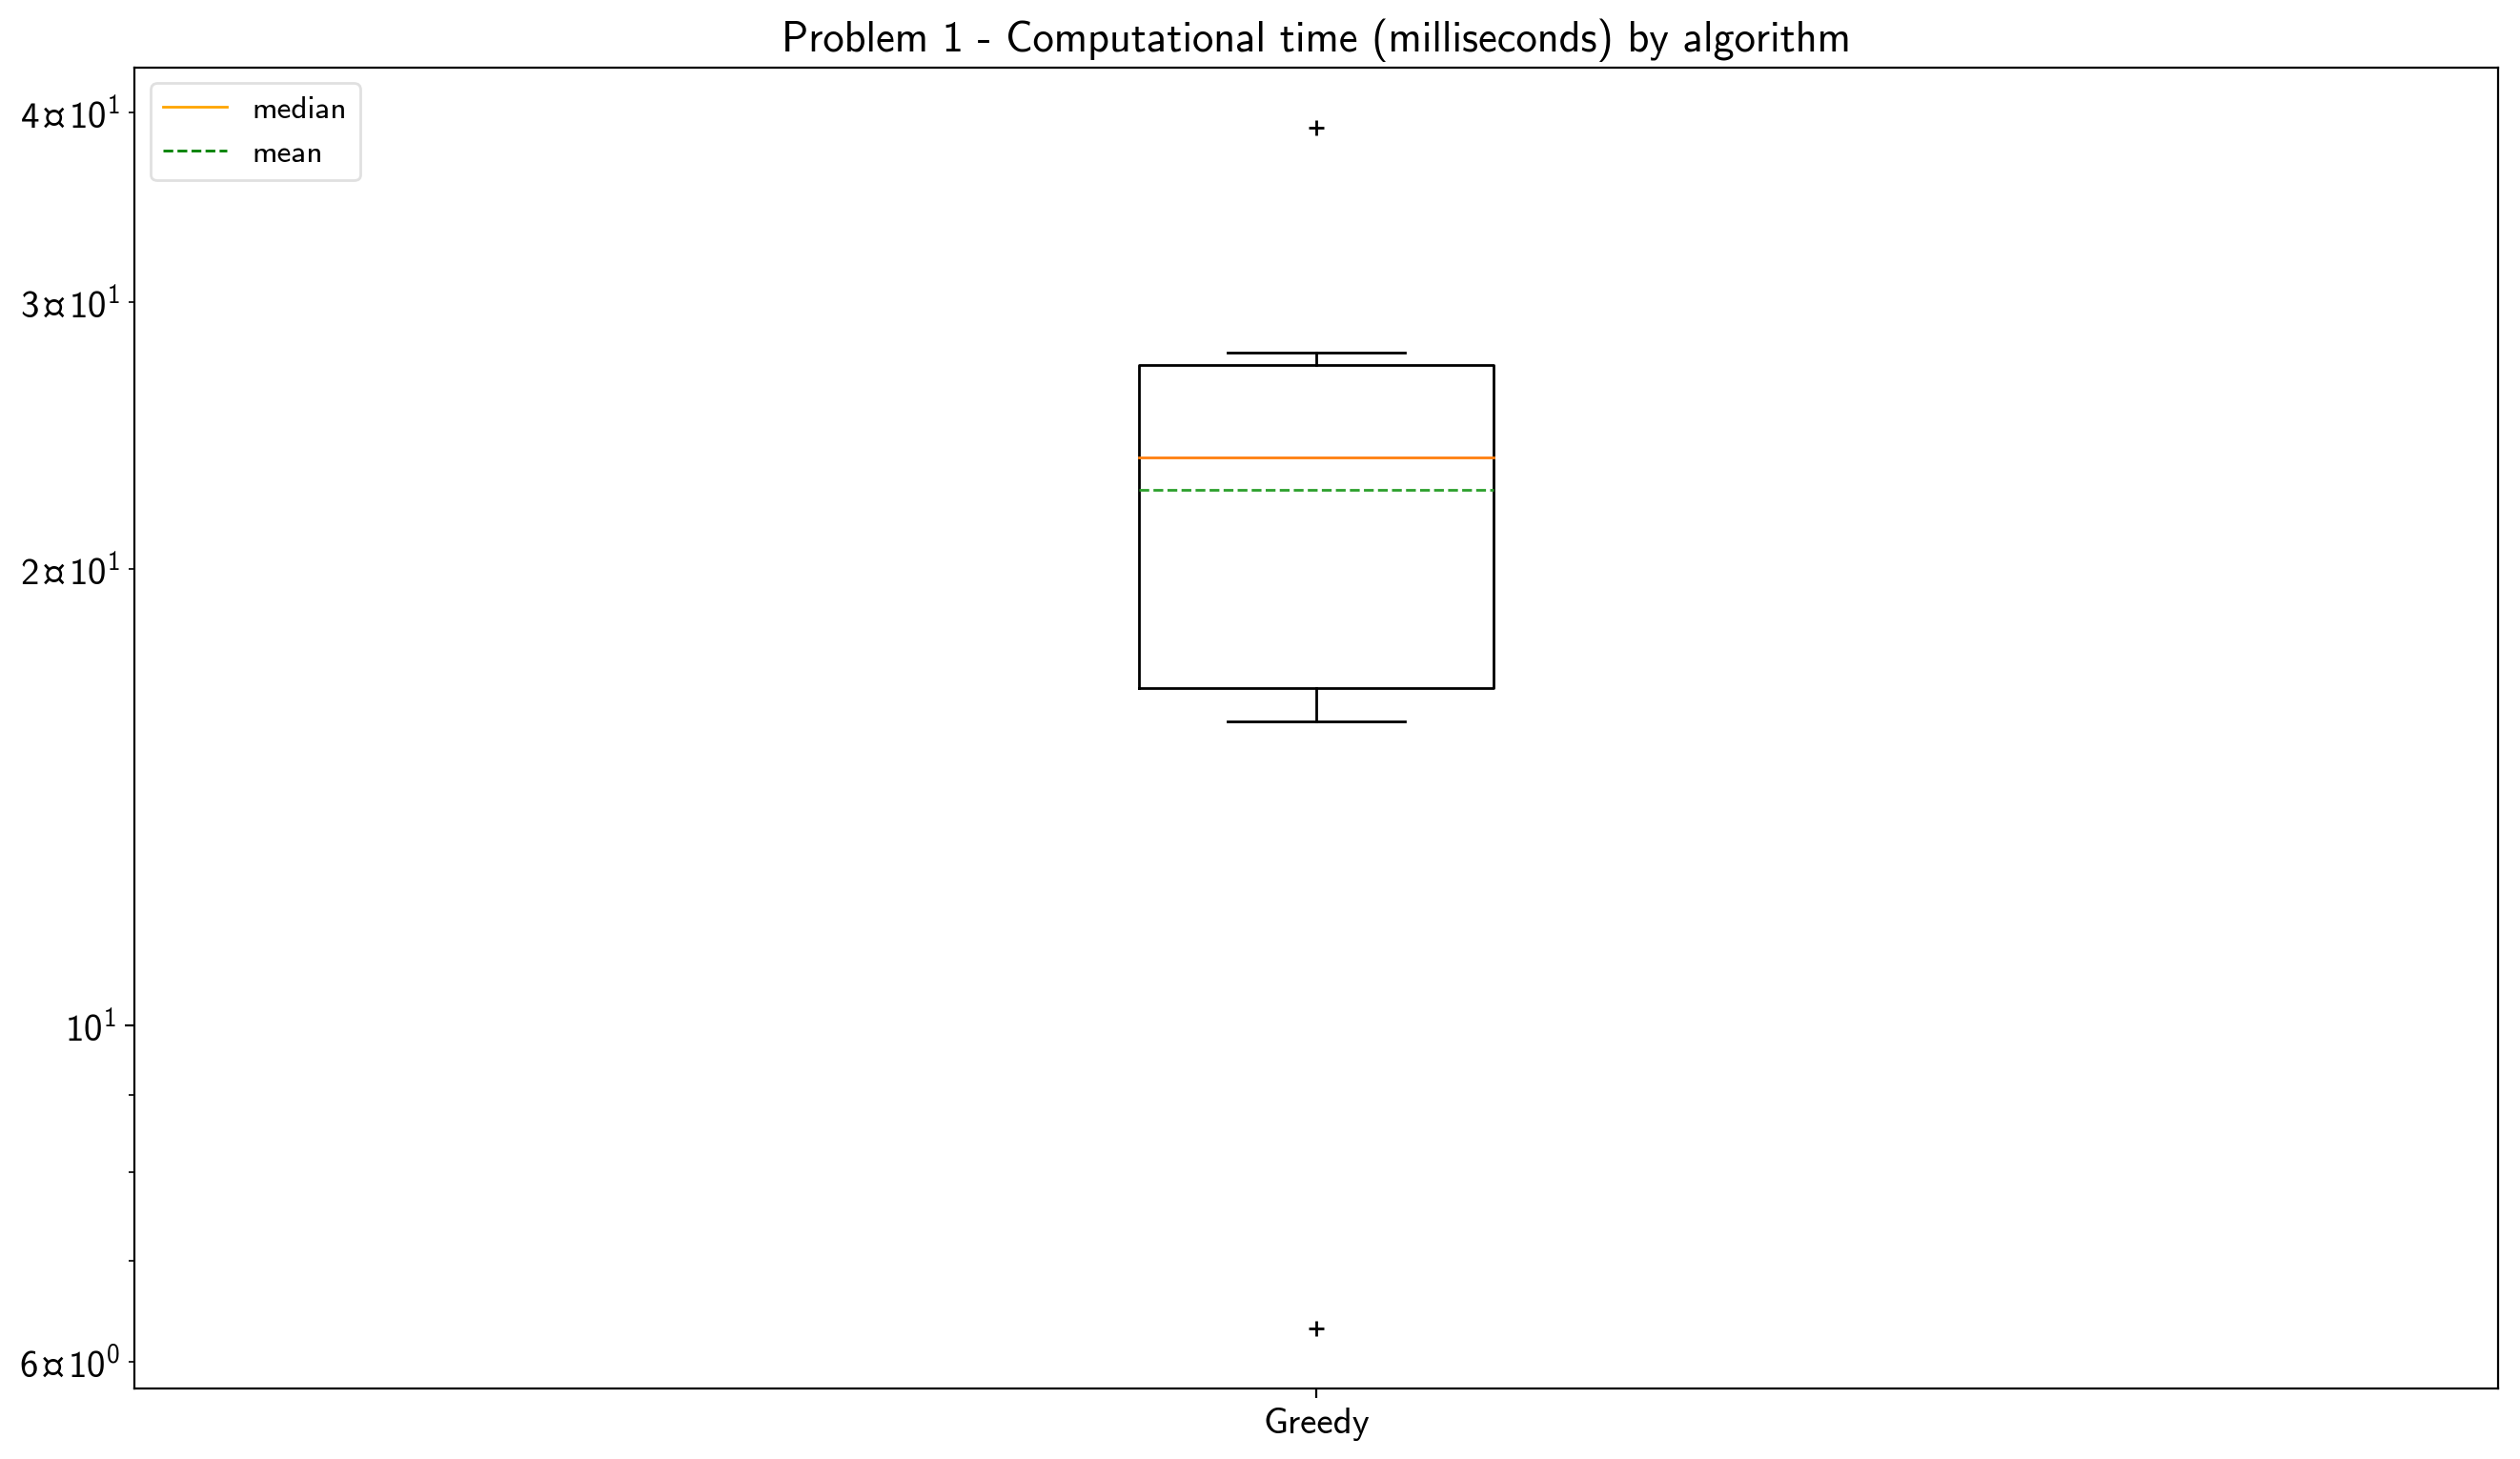 Problem 1 - Computational time (milliseconds) by algorithm
median
mean
4¤10¹
3¤10¹
2¤10¹
10¹
6¤10⁰
Greedy